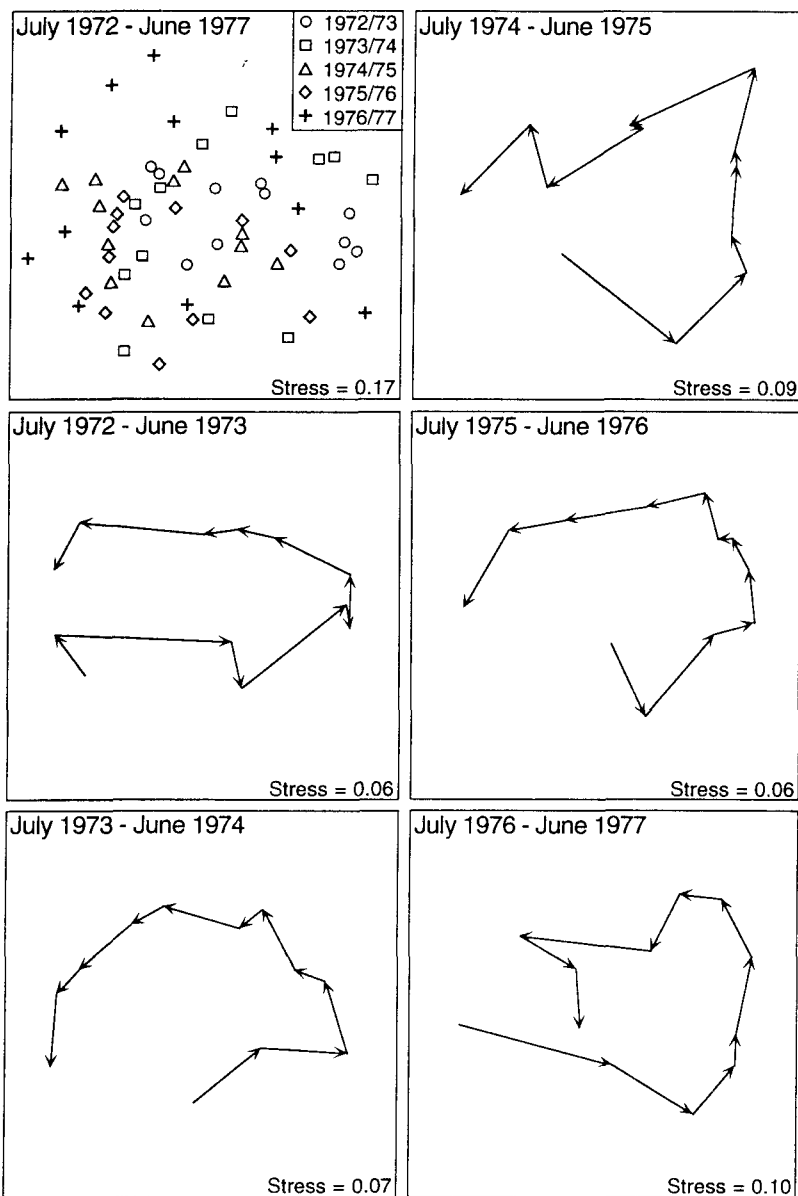 July 1972 - June 1977
1972/73
1973/74
1974/75
1975/76
1976/77
Stress = 0.17
July 1974 - June 1975
Stress = 0.09
July 1972 - June 1973
Stress = 0.06
July 1975 - June 1976
Stress = 0.06
July 1973 - June 1974
Stress = 0.07
July 1976 - June 1977
Stress = 0.10